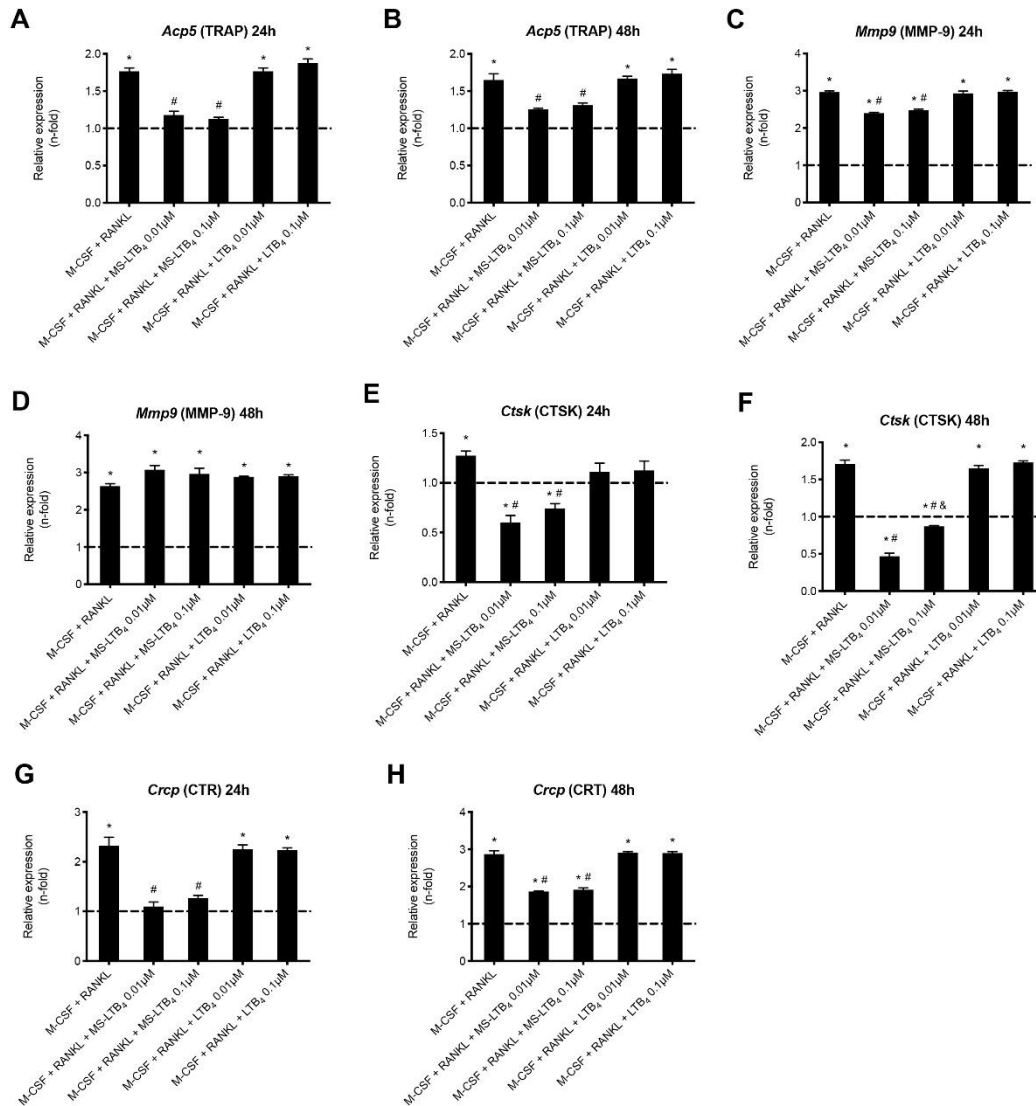 A
Acp5 (TRAP) 24h
Relative expression
(n-fold)
2.0
1.5
1.0
0.5
0.0
*
#
#
*
*
M-CSF + RANKL
M-CSF + RANKL + MS-LTB₄ 0.01µM
M-CSF + RANKL + MS-LTB₄ 0.1µM
M-CSF + RANKL + LTB₄ 0.01µM
M-CSF + RANKL + LTB₄ 0.1µM
B
Acp5 (TRAP) 48h
Relative expression
(n-fold)
2.0
1.5
1.0
0.5
0.0
*
#
#
*
*
M-CSF + RANKL
M-CSF + RANKL + MS-LTB₄ 0.01µM
M-CSF + RANKL + MS-LTB₄ 0.1µM
M-CSF + RANKL + LTB₄ 0.01µM
M-CSF + RANKL + LTB₄ 0.1µM
C
Mmp9 (MMP-9) 24h
Relative expression
(n-fold)
4
3
2
1
0
*
* #
* #
*
*
M-CSF + RANKL
M-CSF + RANKL + MS-LTB₄ 0.01µM
M-CSF + RANKL + MS-LTB₄ 0.1µM
M-CSF + RANKL + LTB₄ 0.01µM
M-CSF + RANKL + LTB₄ 0.1µM
D
Mmp9 (MMP-9) 48h
Relative expression
(n-fold)
4
3
2
1
0
*
*
*
*
*
M-CSF + RANKL
M-CSF + RANKL + MS-LTB₄ 0.01µM
M-CSF + RANKL + MS-LTB₄ 0.1µM
M-CSF + RANKL + LTB₄ 0.01µM
M-CSF + RANKL + LTB₄ 0.1µM
E
Ctsk (CTSK) 24h
Relative expression
(n-fold)
1.5
1.0
0.5
0.0
*
* #
* #
M-CSF + RANKL
M-CSF + RANKL + MS-LTB₄ 0.01µM
M-CSF + RANKL + MS-LTB₄ 0.1µM
M-CSF + RANKL + LTB₄ 0.01µM
M-CSF + RANKL + LTB₄ 0.1µM
F
Ctsk (CTSK) 48h
Relative expression
(n-fold)
2.0
1.5
1.0
0.5
0.0
*
* #
* # &
*
*
M-CSF + RANKL
M-CSF + RANKL + MS-LTB₄ 0.01µM
M-CSF + RANKL + MS-LTB₄ 0.1µM
M-CSF + RANKL + LTB₄ 0.01µM
M-CSF + RANKL + LTB₄ 0.1µM
G
Crcp (CTR) 24h
Relative expression
(n-fold)
3
2
1
0
*
#
#
*
*
M-CSF + RANKL
M-CSF + RANKL + MS-LTB₄ 0.01µM
M-CSF + RANKL + MS-LTB₄ 0.1µM
M-CSF + RANKL + LTB₄ 0.01µM
M-CSF + RANKL + LTB₄ 0.1µM
H
Crcp (CRT) 48h
Relative expression
(n-fold)
4
3
2
1
0
*
* #
* #
*
*
M-CSF + RANKL
M-CSF + RANKL + MS-LTB₄ 0.01µM
M-CSF + RANKL + MS-LTB₄ 0.1µM
M-CSF + RANKL + LTB₄ 0.01µM
M-CSF + RANKL + LTB₄ 0.1µM